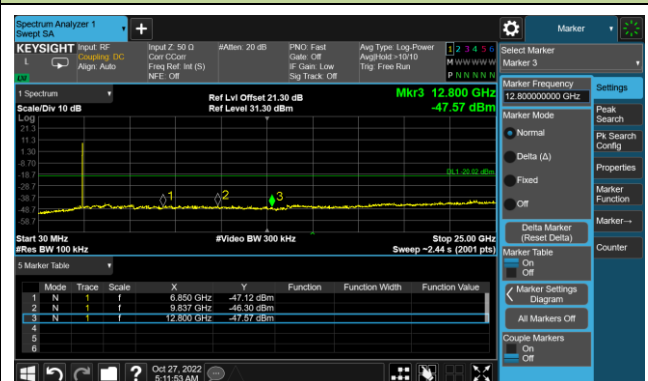 Spectrum Analyzer 1
Swept SA
KEYSIGHT
L
Input: RF
Coupling: DC
Align: Auto
Input Z: 50 Ω
Corr CCorr
Freq Ref: Int (S)
NFE: Off
#Atten: 20 dB
PNO: Fast
Gate: Off
IF Gain: Low
Sig Track: Off
Avg Type: Log-Power
Avg|Hold:>10/10
Trig: Free Run
1 2 3 4 5 6
M W W W W W
P N N N N N
1 Spectrum
Scale/Div 10 dB
Ref Lvl Offset 21.30 dB
Ref Level 31.30 dBm
Mkr3 12.800 GHz
-47.57 dBm
Log
21.3
11.3
1.30
-8.70
-18.7
-28.7
-38.7
-48.7
-58.7
DL1 -20.02 dBm
1
2
3
Start 30 MHz
#Res BW 100 kHz
#Video BW 300 kHz
Stop 25.00 GHz
Sweep ~2.44 s (2001 pts)
5 Marker Table
Mode Trace Scale X Y Function Function Width Function Value
1 N 1 f 6.850 GHz -47.12 dBm
2 N 1 f 9.837 GHz -46.30 dBm
3 N 1 f 12.800 GHz -47.57 dBm
4
5
6
?
Oct 27, 2022
5:11:53 AM
Marker
Select Marker
Marker 3
Marker Frequency
12.800000000 GHz
Marker Mode
Normal
Delta (Δ)
Fixed
Off
Delta Marker
(Reset Delta)
Marker Table
On
Off
Marker Settings
Diagram
All Markers Off
Couple Markers
On
Off
Settings
Peak
Search
Pk Search
Config
Properties
Marker
Function
Marker→
Counter